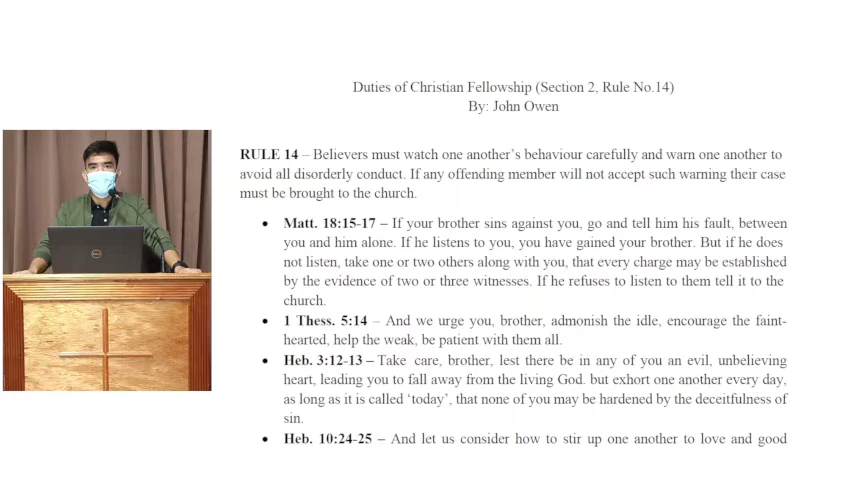 Duties of Christian Fellowship (Section 2, Rule No.14)
By: John Owen
RULE 14 – Believers must watch one another's behaviour carefully and warn one another to
avoid all disorderly conduct. If any offending member will not accept such warning their case
must be brought to the church.
• Matt. 18:15-17 – If your brother sins against you, go and tell him his fault, between
you and him alone. If he listens to you, you have gained your brother. But if he does
not listen, take one or two others along with you, that every charge may be established
by the evidence of two or three witnesses. If he refuses to listen to them tell it to the
church.
• 1 Thess. 5:14 – And we urge you, brother, admonish the idle, encourage the faint-
hearted, help the weak, be patient with them all.
• Heb. 3:12-13 – Take care, brother, lest there be in any of you an evil, unbelieving
heart, leading you to fall away from the living God. but exhort one another every day,
as long as it is called ‘today’, that none of you may be hardened by the deceitfulness of
sin.
• Heb. 10:24-25 – And let us consider how to stir up one another to love and good
DELL